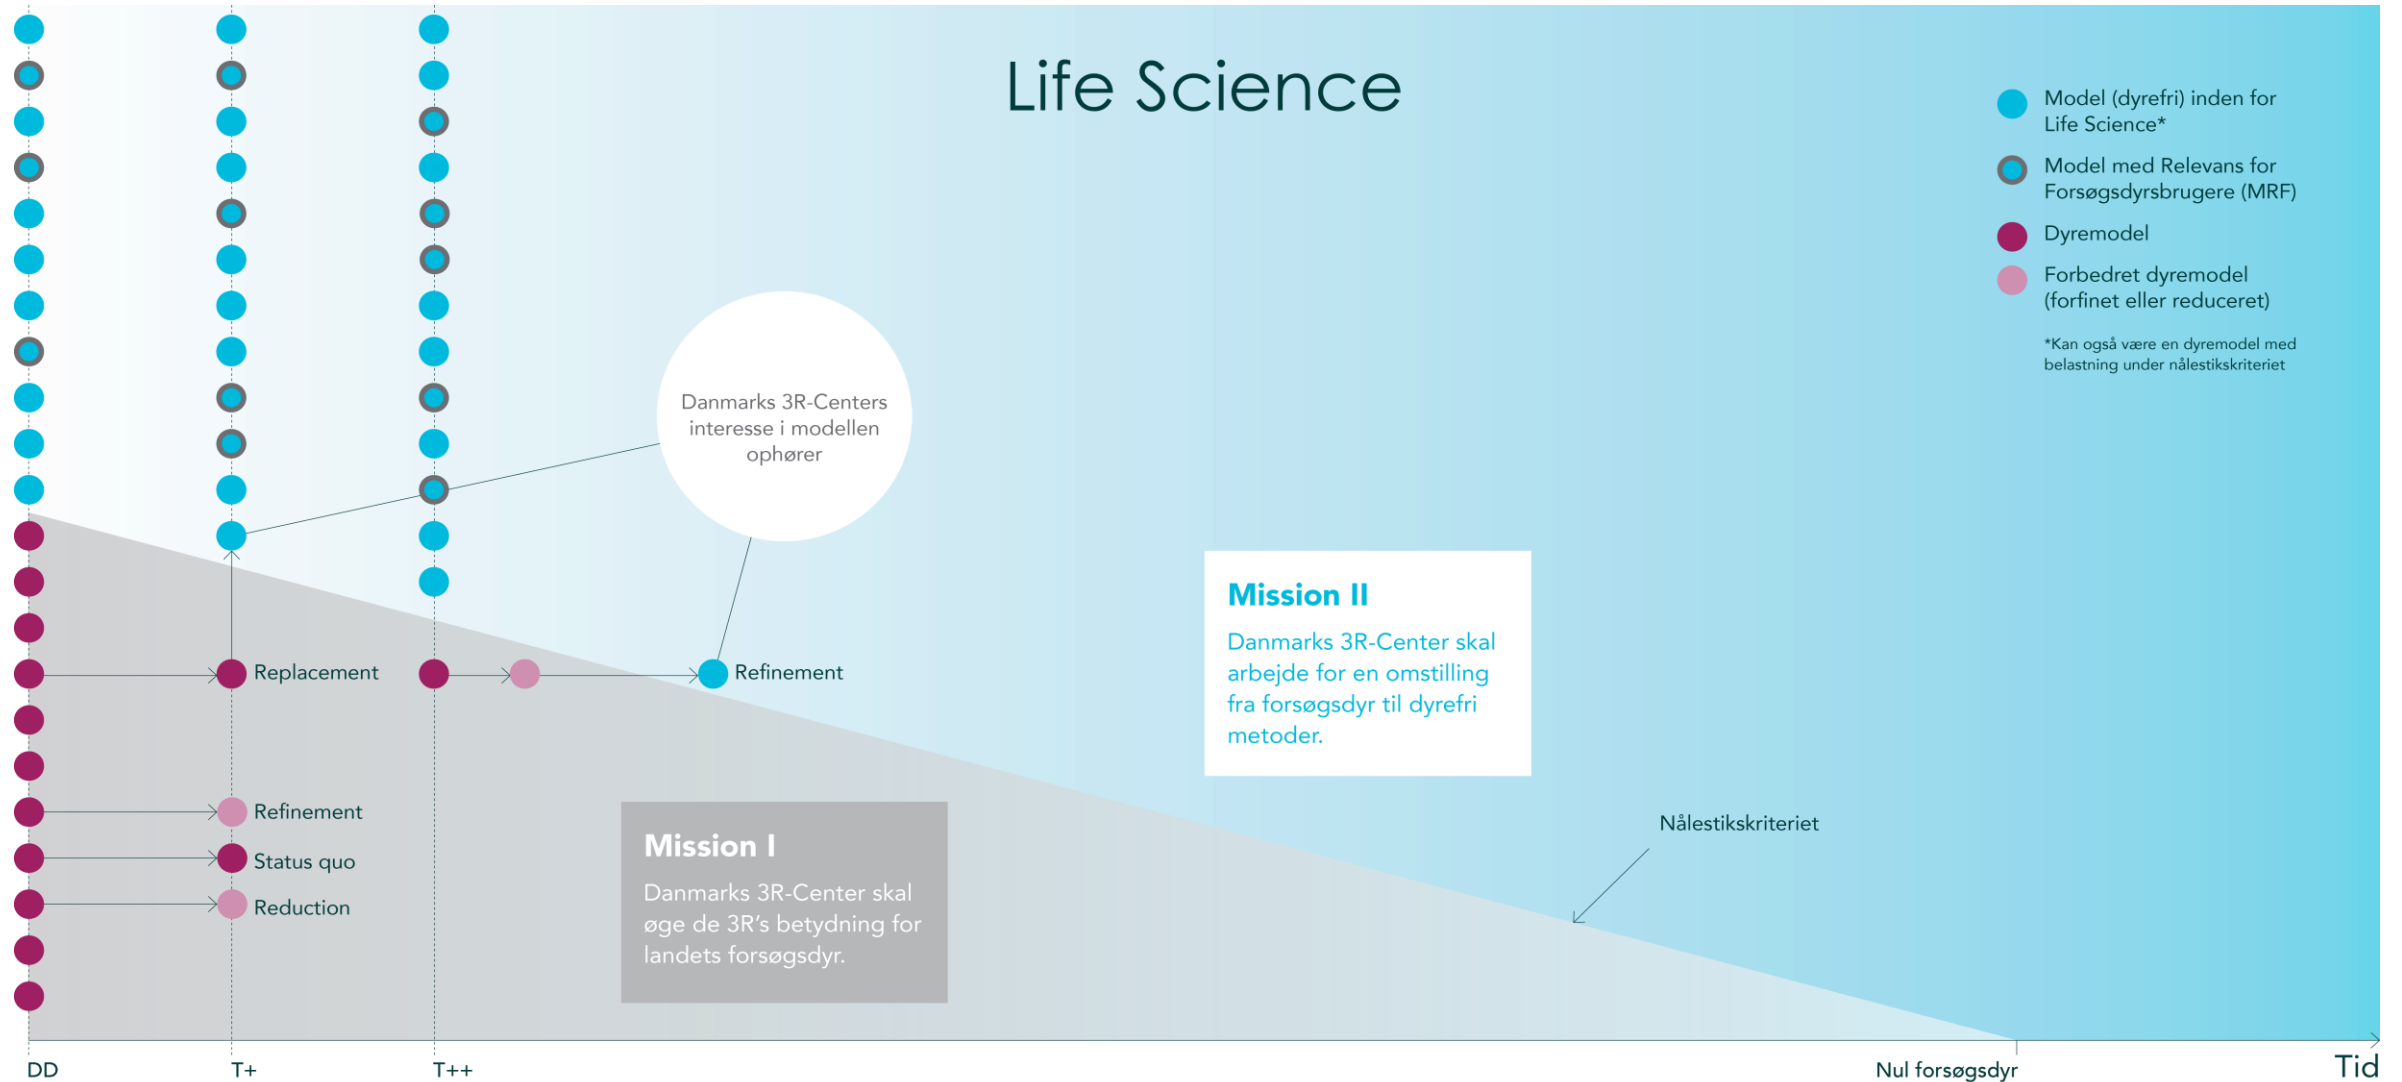 Life Science
Model (dyrefri) inden for
Life Science*
Model med Relevans for
Forsøgsdyrsbrugere (MRF)
Dyremodel
Forbedret dyremodel
(forfinet eller reduceret)
*Kan også være en dyremodel med
belastning under nålestikskriteriet
Danmarks 3R-Centers
interesse i modellen
ophører
Replacement
Refinement
Mission II
Danmarks 3R-Center skal
arbejde for en omstilling
fra forsøgsdyr til dyrefri
metoder.
Refinement
Status quo
Reduction
Mission I
Danmarks 3R-Center skal
øge de 3R’s betydning for
landets forsøgsdyr.
Nålestikskriteriet
DD
T+
T++
Nul forsøgsdyr
Tid